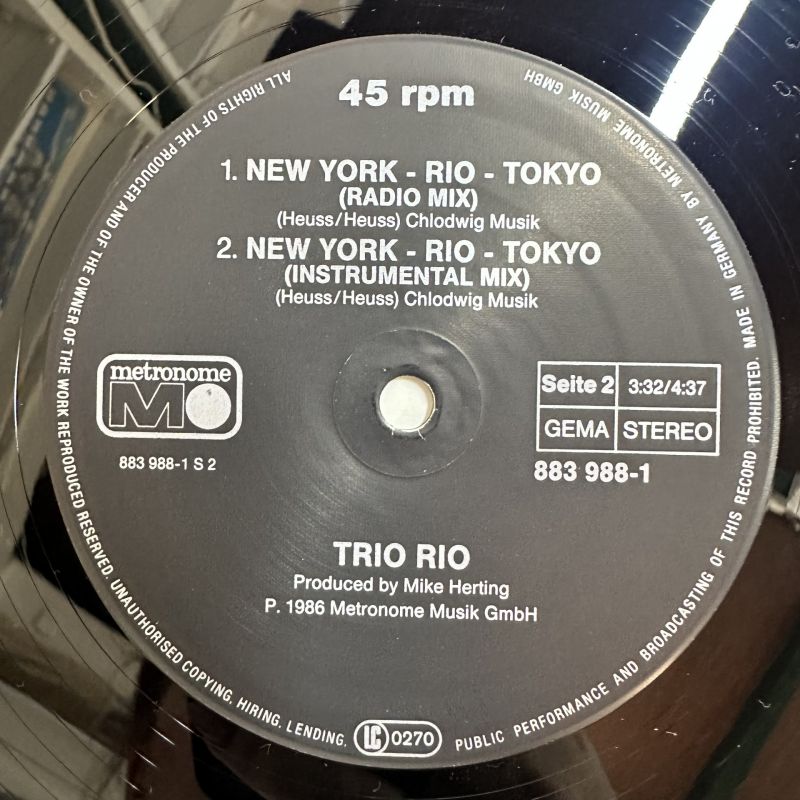 45 rpm
1. NEW YORK - RIO - TOKYO
(RADIO MIX)
(Heuss/Heuss) Chlodwig Musik
2. NEW YORK - RIO - TOKYO
(INSTRUMENTAL MIX)
(Heuss/Heuss) Chlodwig Musik
metronome
M
883 988-1 S 2
Seite 2
3:32/4:37
GEMA
STEREO
883 988-1
TRIO RIO
Produced by Mike Herting
P. 1986 Metronome Musik GmbH
LC 0270
ALL RIGHTS OF THE PRODUCER AND OF THE OWNER OF THE WORK REPRODUCED RESERVED. UNAUTHORISED COPYING, HIRING, LENDING, PUBLIC PERFORMANCE AND BROADCASTING OF THIS RECORD PROHIBITED. MADE IN GERMANY BY METRONOME MUSIK GMBH